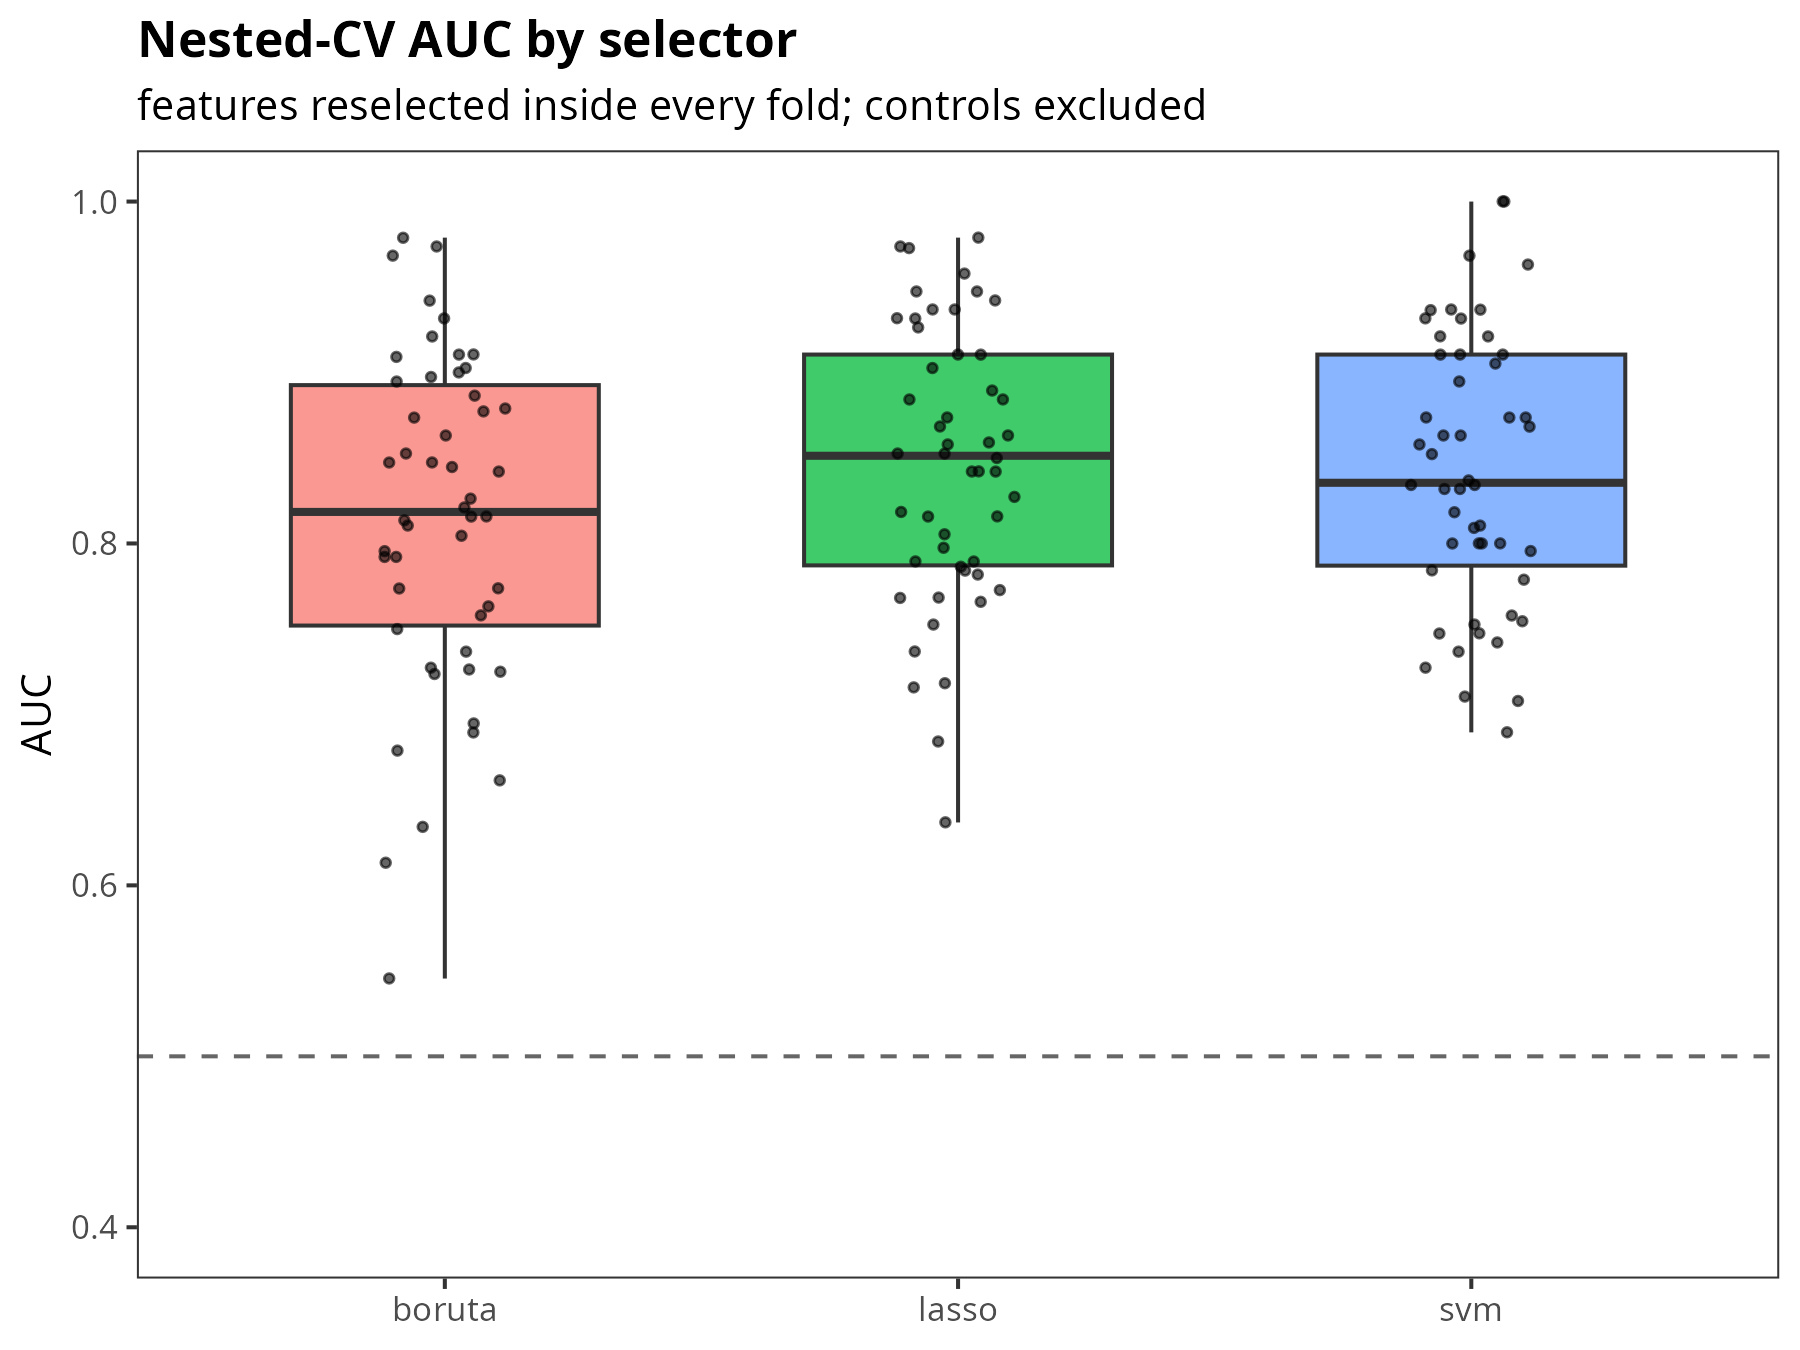 Nested-CV AUC by selector
features reselected inside every fold; controls excluded
AUC
1.0
0.8
0.6
0.4
boruta
lasso
svm